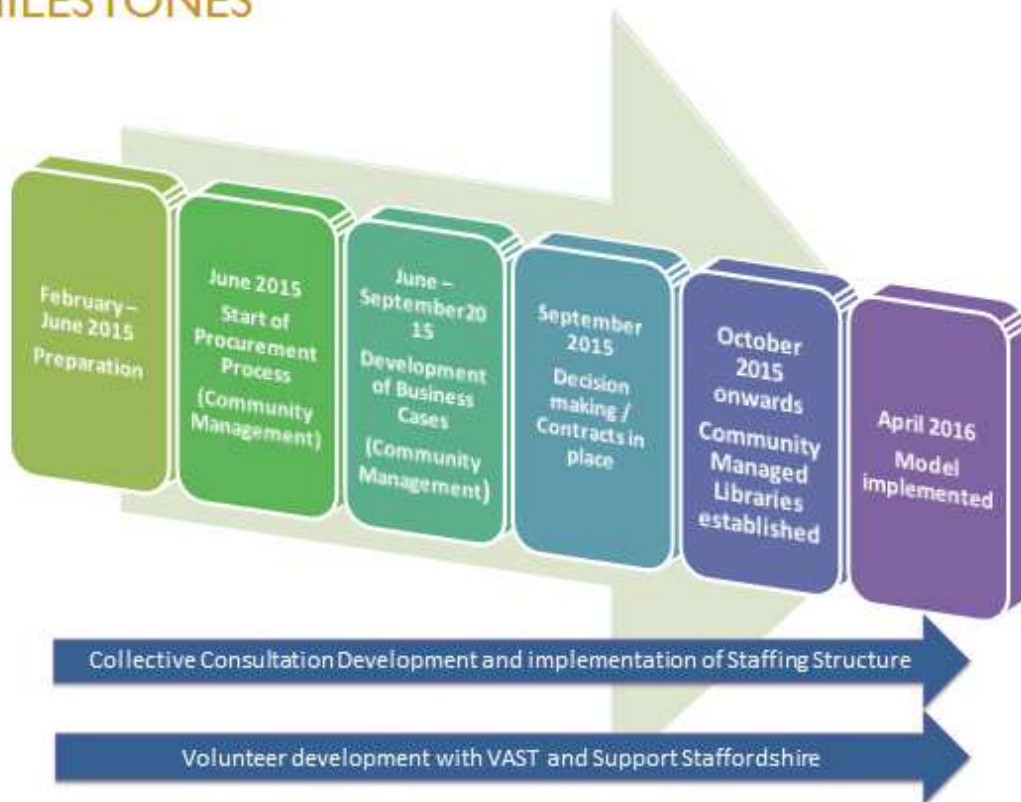 MILESTONES
February –
June 2015
Preparation
June 2015
Start of
Procurement
Process
(Community
Management)
June –
September20
15
Development
of Business
Cases
(Community
Management)
September
2015
Decision
making /
Contracts in
place
October
2015
onwards
Community
Managed
Libraries
established
April 2016
Model
implemented
Collective Consultation Development and implementation of Staffing Structure
Volunteer development with VAST and Support Staffordshire